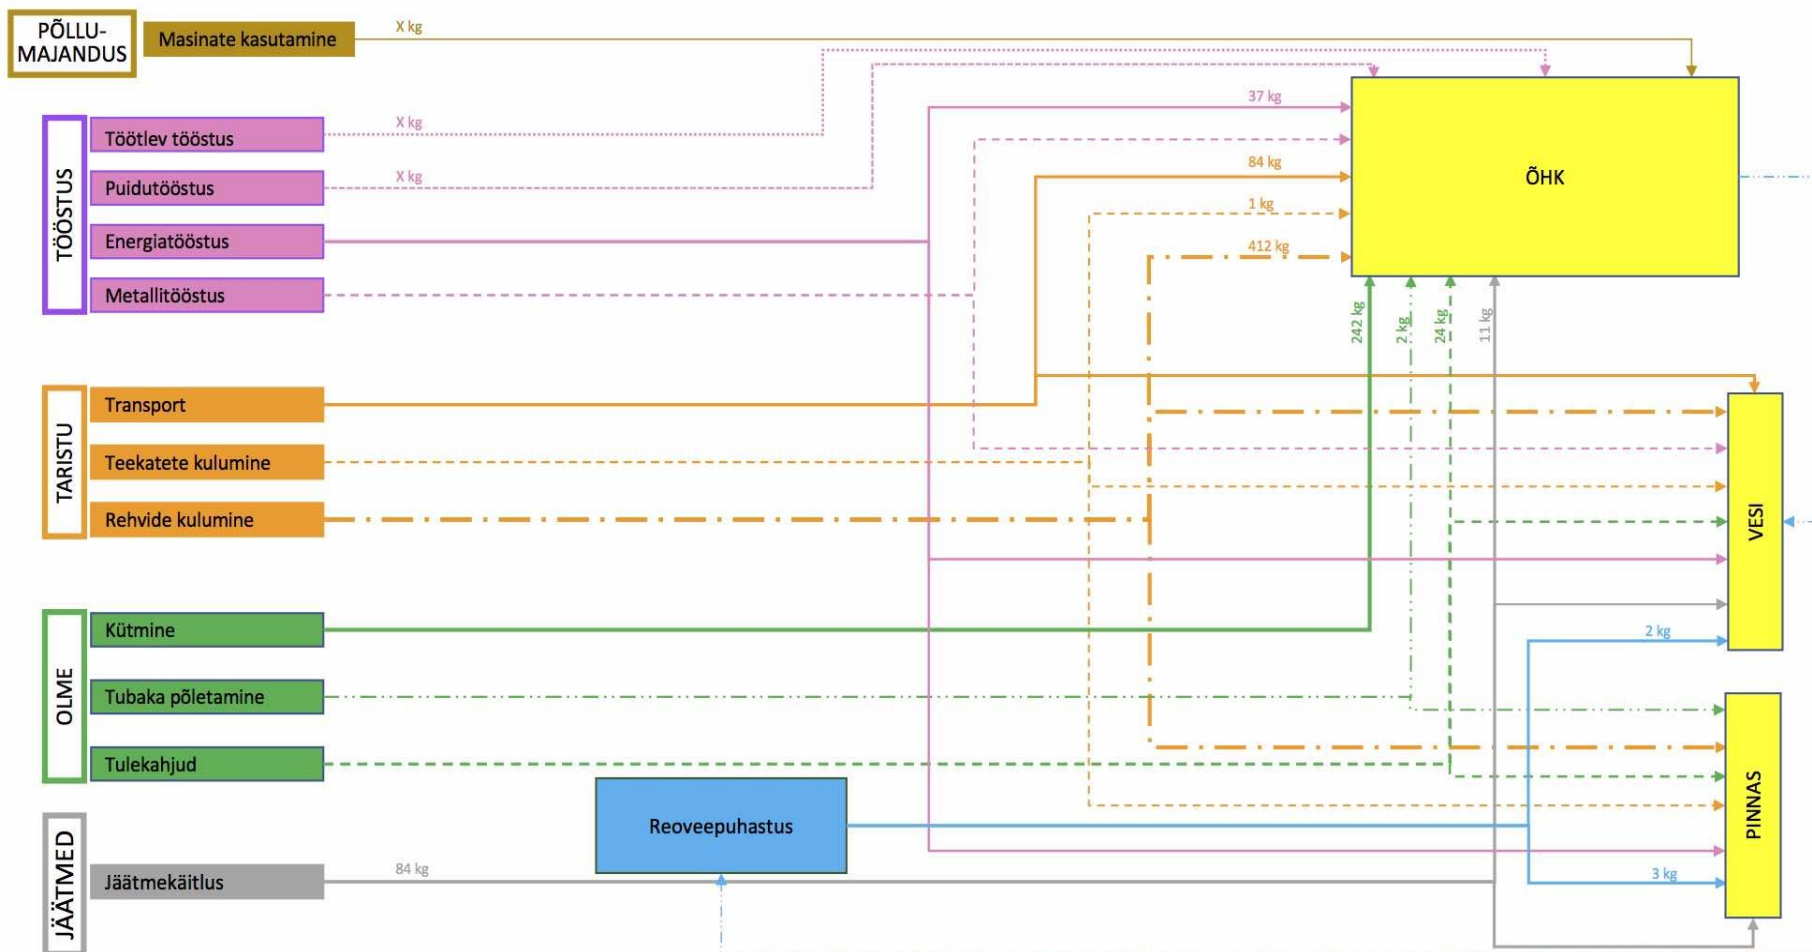 PÕLLU-
MAJANDUS
Masinate kasutamine
X kg
TÖÖSTUS
Töötlev tööstus
X kg
Puidutööstus
X kg
Energiatööstus
Metallitööstus
37 kg
84 kg
1 kg
412 kg
ÕHK
242 kg
2 kg
24 kg
11 kg
TARISTU
Transport
Teekatete kulumine
Rehvide kulumine
VESI
OLME
Kütmine
2 kg
Tubaka põletamine
Tulekahjud
PINNAS
Reoveepuhastus
JÄÄTMED
Jäätmekäitlus
84 kg
3 kg